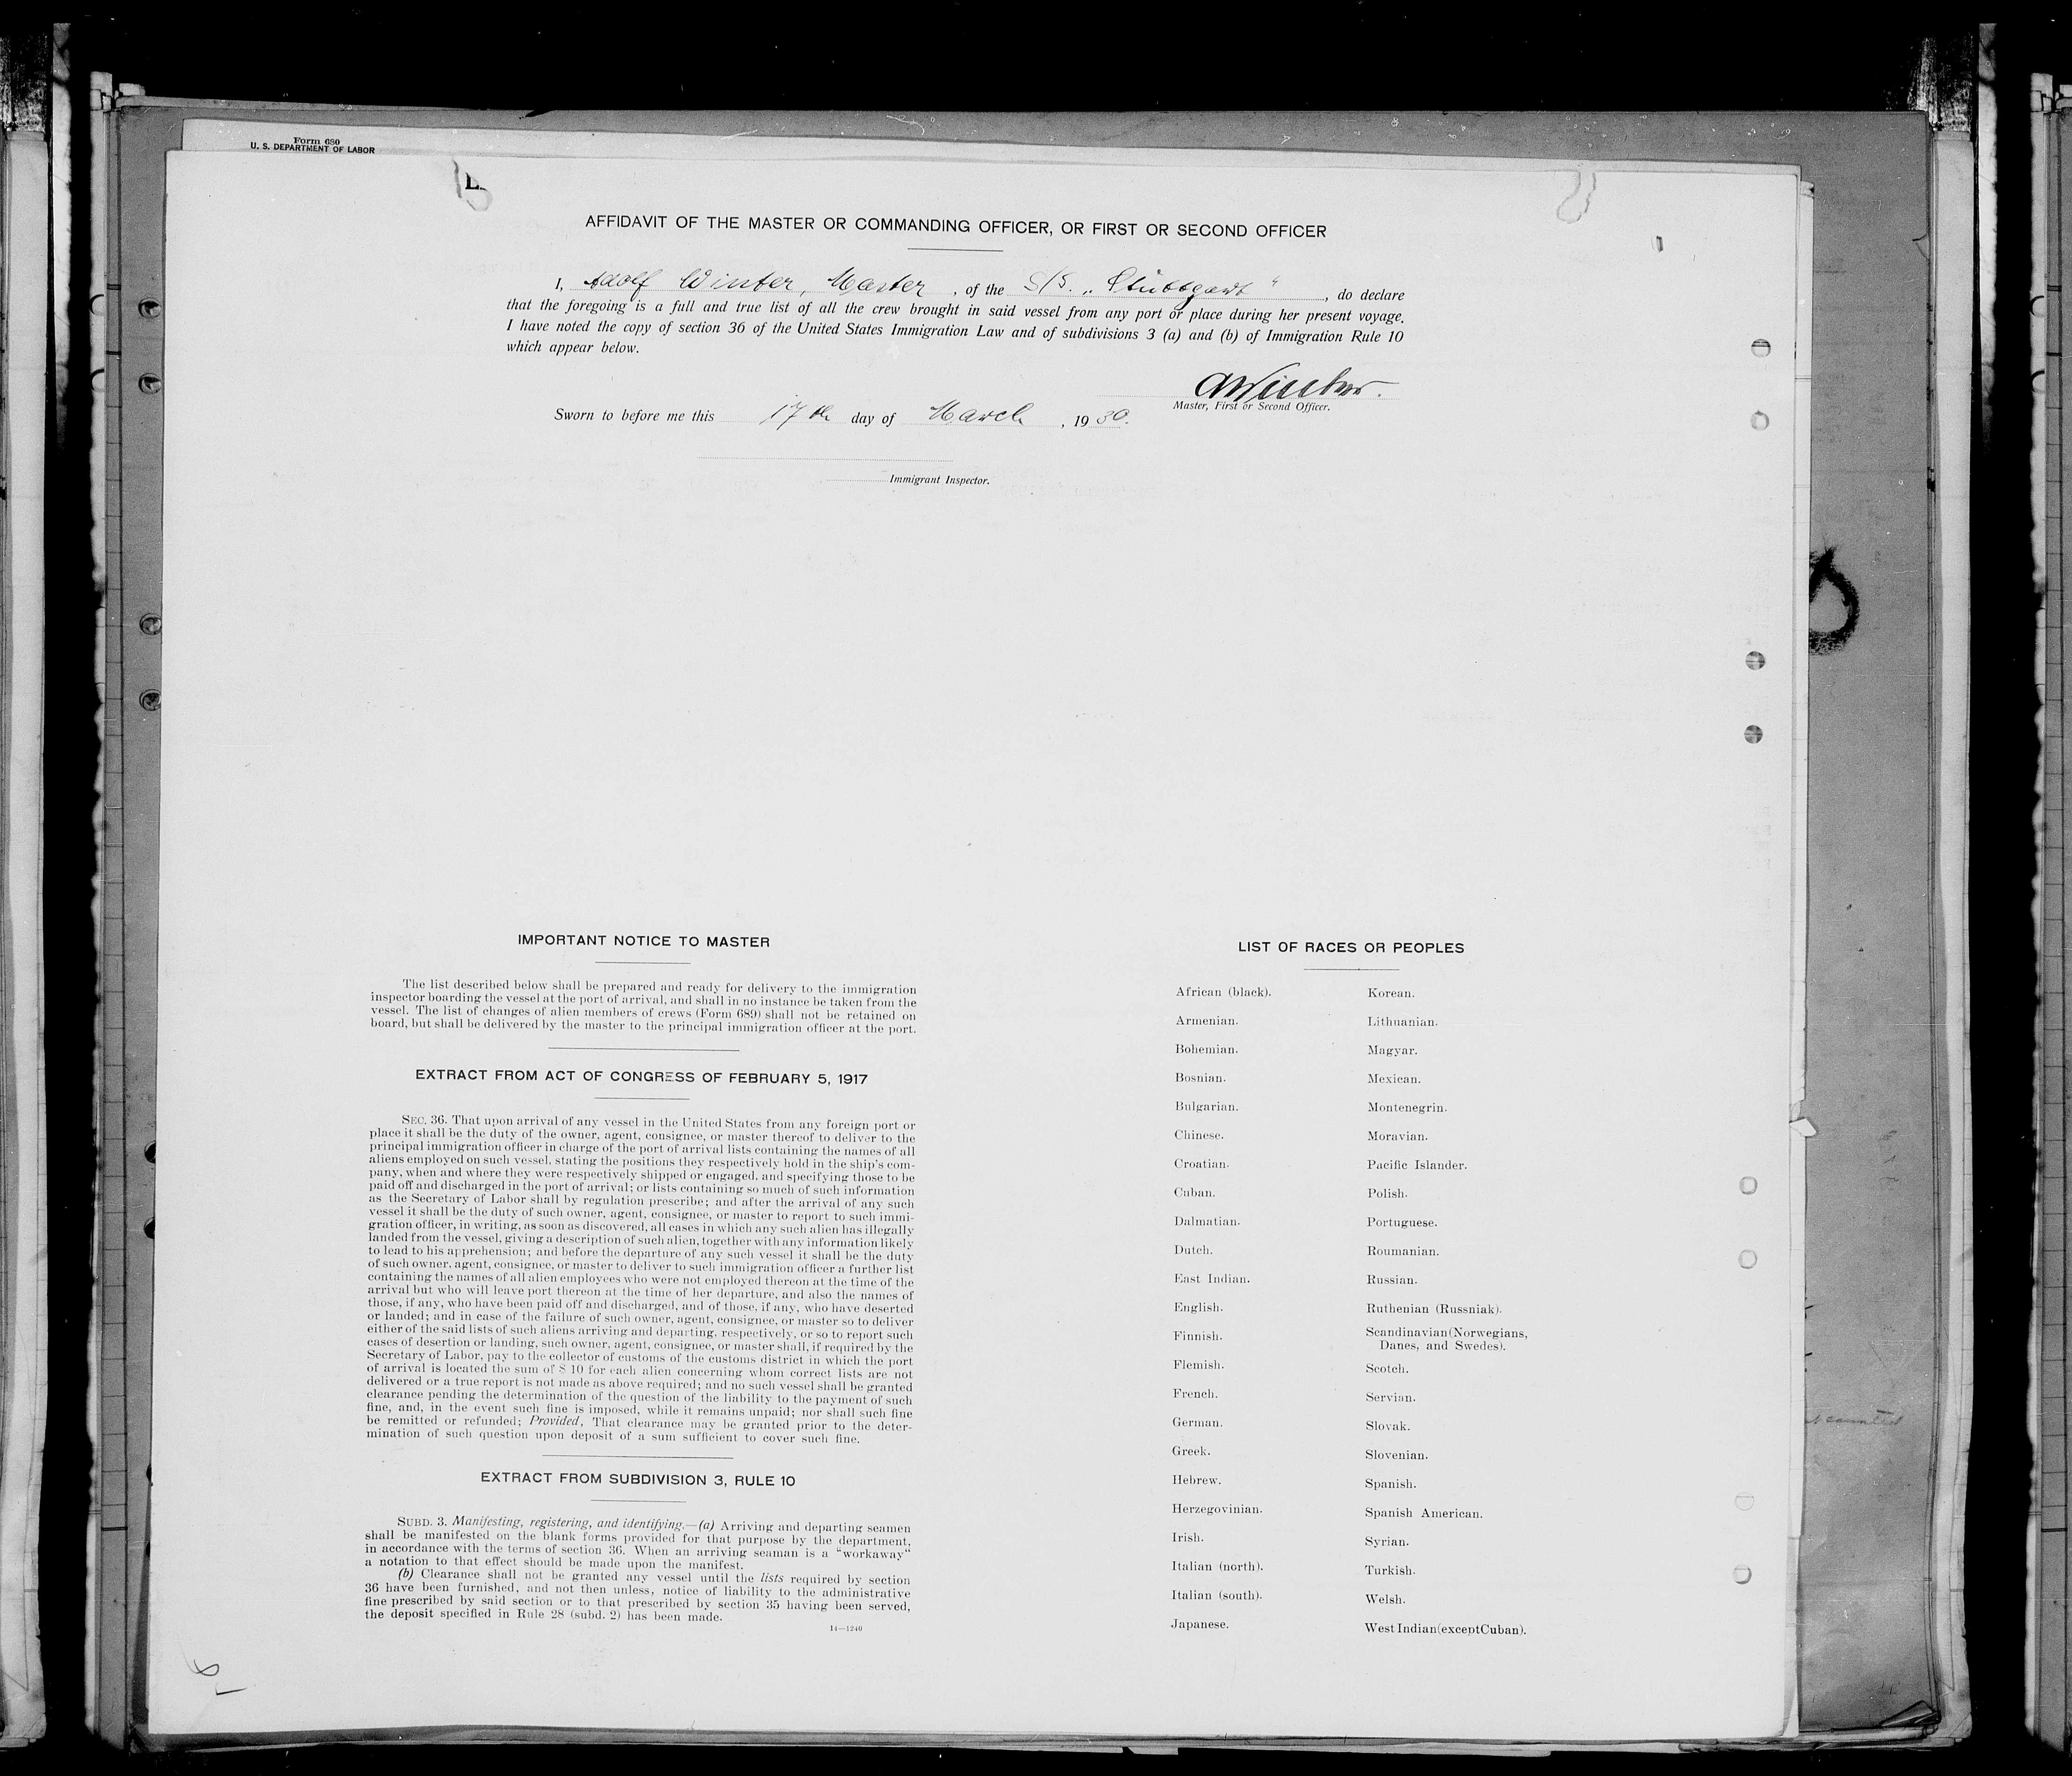 Form 680
U. S. DEPARTMENT OF LABOR
L
AFFIDAVIT OF THE MASTER OR COMMANDING OFFICER, OR FIRST OR SECOND OFFICER
I, Adolf Winter, Master , of the S/S. „Stuttgart“ , do declare
that the foregoing is a full and true list of all the crew brought in said vessel from any port or place during her present voyage.
I have noted the copy of section 36 of the United States Immigration Law and of subdivisions 3 (a) and (b) of Immigration Rule 10
which appear below.
AWinter.
Master, First or Second Officer.
Sworn to before me this 17th day of March , 1930.
Immigrant Inspector.
IMPORTANT NOTICE TO MASTER
The list described below shall be prepared and ready for delivery to the immigration
inspector boarding the vessel at the port of arrival, and shall in no instance be taken from the
vessel. The list of changes of alien members of crews (Form 689) shall not be retained on
board, but shall be delivered by the master to the principal immigration officer at the port.
EXTRACT FROM ACT OF CONGRESS OF FEBRUARY 5, 1917
SEC. 36. That upon arrival of any vessel in the United States from any foreign port or
place it shall be the duty of the owner, agent, consignee, or master thereof to deliver to the
principal immigration officer in charge of the port of arrival lists containing the names of all
aliens employed on such vessel, stating the positions they respectively hold in the ship's com-
pany, when and where they were respectively shipped or engaged, and specifying those to be
paid off and discharged in the port of arrival; or lists containing so much of such information
as the Secretary of Labor shall by regulation prescribe; and after the arrival of any such
vessel it shall be the duty of such owner, agent, consignee, or master to report to such immi-
gration officer, in writing, as soon as discovered, all cases in which any such alien has illegally
landed from the vessel, giving a description of such alien, together with any information likely
to lead to his apprehension; and before the departure of any such vessel it shall be the duty
of such owner, agent, consignee, or master to deliver to such immigration officer a further list
containing the names of all alien employees who were not employed thereon at the time of the
arrival but who will leave port thereon at the time of her departure, and also the names of
those, if any, who have been paid off and discharged, and of those, if any, who have deserted
or landed; and in case of the failure of such owner, agent, consignee, or master so to deliver
either of the said lists of such aliens arriving and departing, respectively, or so to report such
cases of desertion or landing, such owner, agent, consignee, or master shall, if required by the
Secretary of Labor, pay to the collector of customs of the customs district in which the port
of arrival is located the sum of $ 10 for each alien concerning whom correct lists are not
delivered or a true report is not made as above required; and no such vessel shall be granted
clearance pending the determination of the question of the liability to the payment of such
fine, and, in the event such fine is imposed, while it remains unpaid; nor shall such fine
be remitted or refunded; Provided, That clearance may be granted prior to the deter-
mination of such question upon deposit of a sum sufficient to cover such fine.
EXTRACT FROM SUBDIVISION 3, RULE 10
SUBD. 3. Manifesting, registering, and identifying.—(a) Arriving and departing seamen
shall be manifested on the blank forms provided for that purpose by the department,
in accordance with the terms of section 36. When an arriving seaman is a “workaway“
a notation to that effect should be made upon the manifest.
(b) Clearance shall not be granted any vessel until the lists required by section
36 have been furnished, and not then unless, notice of liability to the administrative
fine prescribed by said section or to that prescribed by section 35 having been served,
the deposit specified in Rule 28 (subd. 2) has been made.
14—1240
LIST OF RACES OR PEOPLES
African (black).
Armenian.
Bohemian.
Bosnian.
Bulgarian.
Chinese.
Croatian.
Cuban.
Dalmatian.
Dutch.
East Indian.
English.
Finnish.
Flemish.
French.
German.
Greek.
Hebrew.
Herzegovinian.
Irish.
Italian (north).
Italian (south).
Japanese.
Korean.
Lithuanian.
Magyar.
Mexican.
Montenegrin.
Moravian.
Pacific Islander.
Polish.
Portuguese.
Roumanian.
Russian.
Ruthenian (Russniak).
Scandinavian (Norwegians,
Danes, and Swedes).
Scotch.
Servian.
Slovak.
Slovenian.
Spanish.
Spanish American.
Syrian.
Turkish.
Welsh.
West Indian (except Cuban).